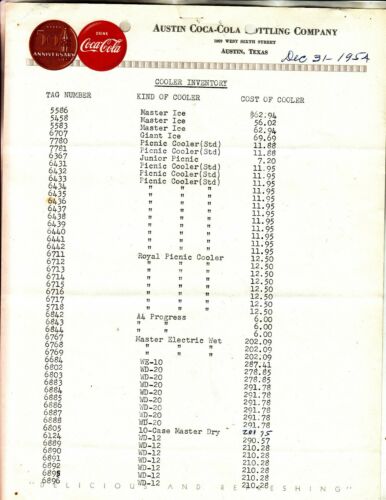 50th
ANNIVERSARY
DRINK
Coca-Cola
AUSTIN COCA-COLA BOTTLING COMPANY
1009 WEST SIXTH STREET
AUSTIN, TEXAS
Dec 31-1954
COOLER INVENTORY
TAG NUMBER KIND OF COOLER COST OF COOLER
5586 Master Ice $62.94
5458 Master Ice 56.02
5583 Master Ice 62.94
6707 Giant Ice 69.69
7780 Picnic Cooler(Std) 11.88
7781 Picnic Cooler(Std) 11.88
6367 Junior Picnic 7.20
6431 Picnic Cooler(Std) 11.95
6432 Picnic Cooler(Std) 11.95
6433 Picnic Cooler(Std) 11.95
6434 " " " 11.95
6435 " " " 11.95
6436 " " " 11.95
6437 " " " 11.95
6438 " " " 11.95
6439 " " " 11.95
6440 " " " 11.95
6441 " " " 11.95
6442 " " " 11.95
6711 Royal Picnic Cooler 12.50
6712 " " " 12.50
6713 " " " 12.50
6714 " " " 12.50
6715 " " " 12.50
6716 " " " 12.50
6717 " " " 12.50
5718 " " " 12.50
6842 A4 Progress 6.00
6843 " " 6.00
6844 " " 6.00
6767 Master Electric Wet 202.09
6768 " " " 202.09
6769 " " " 202.09
6684 WE-10 287.41
6802 WD-20 278.85
6803 WD-20 278.85
6883 WD-20 291.78
6884 WD-20 291.78
6885 WD-20 291.78
6886 WD-20 291.78
6887 WD-20 291.78
6888 WD-20 291.78
6805 10-Case Master Dry
6124 WD-12 290.57
6889 WD-12 210.28
6890 WD-12 210.28
6891 WD-12 210.28
6892 WD-12 210.28
6895 WD-12 210.28
6896 WD-12 210.28
"DELICIOUS AND REFRESHING"